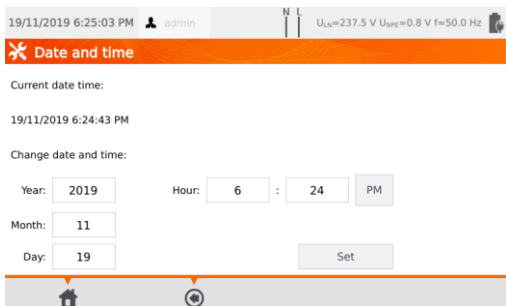 19/11/2019 6:25:03 PM admin N L ULN=237.5 V UNPE=0.8 V f=50.0 Hz
Date and time
Current date time:
19/11/2019 6:24:43 PM
Change date and time:
Year: 2019 Hour: 6 : 24 PM
Month: 11
Day: 19 Set